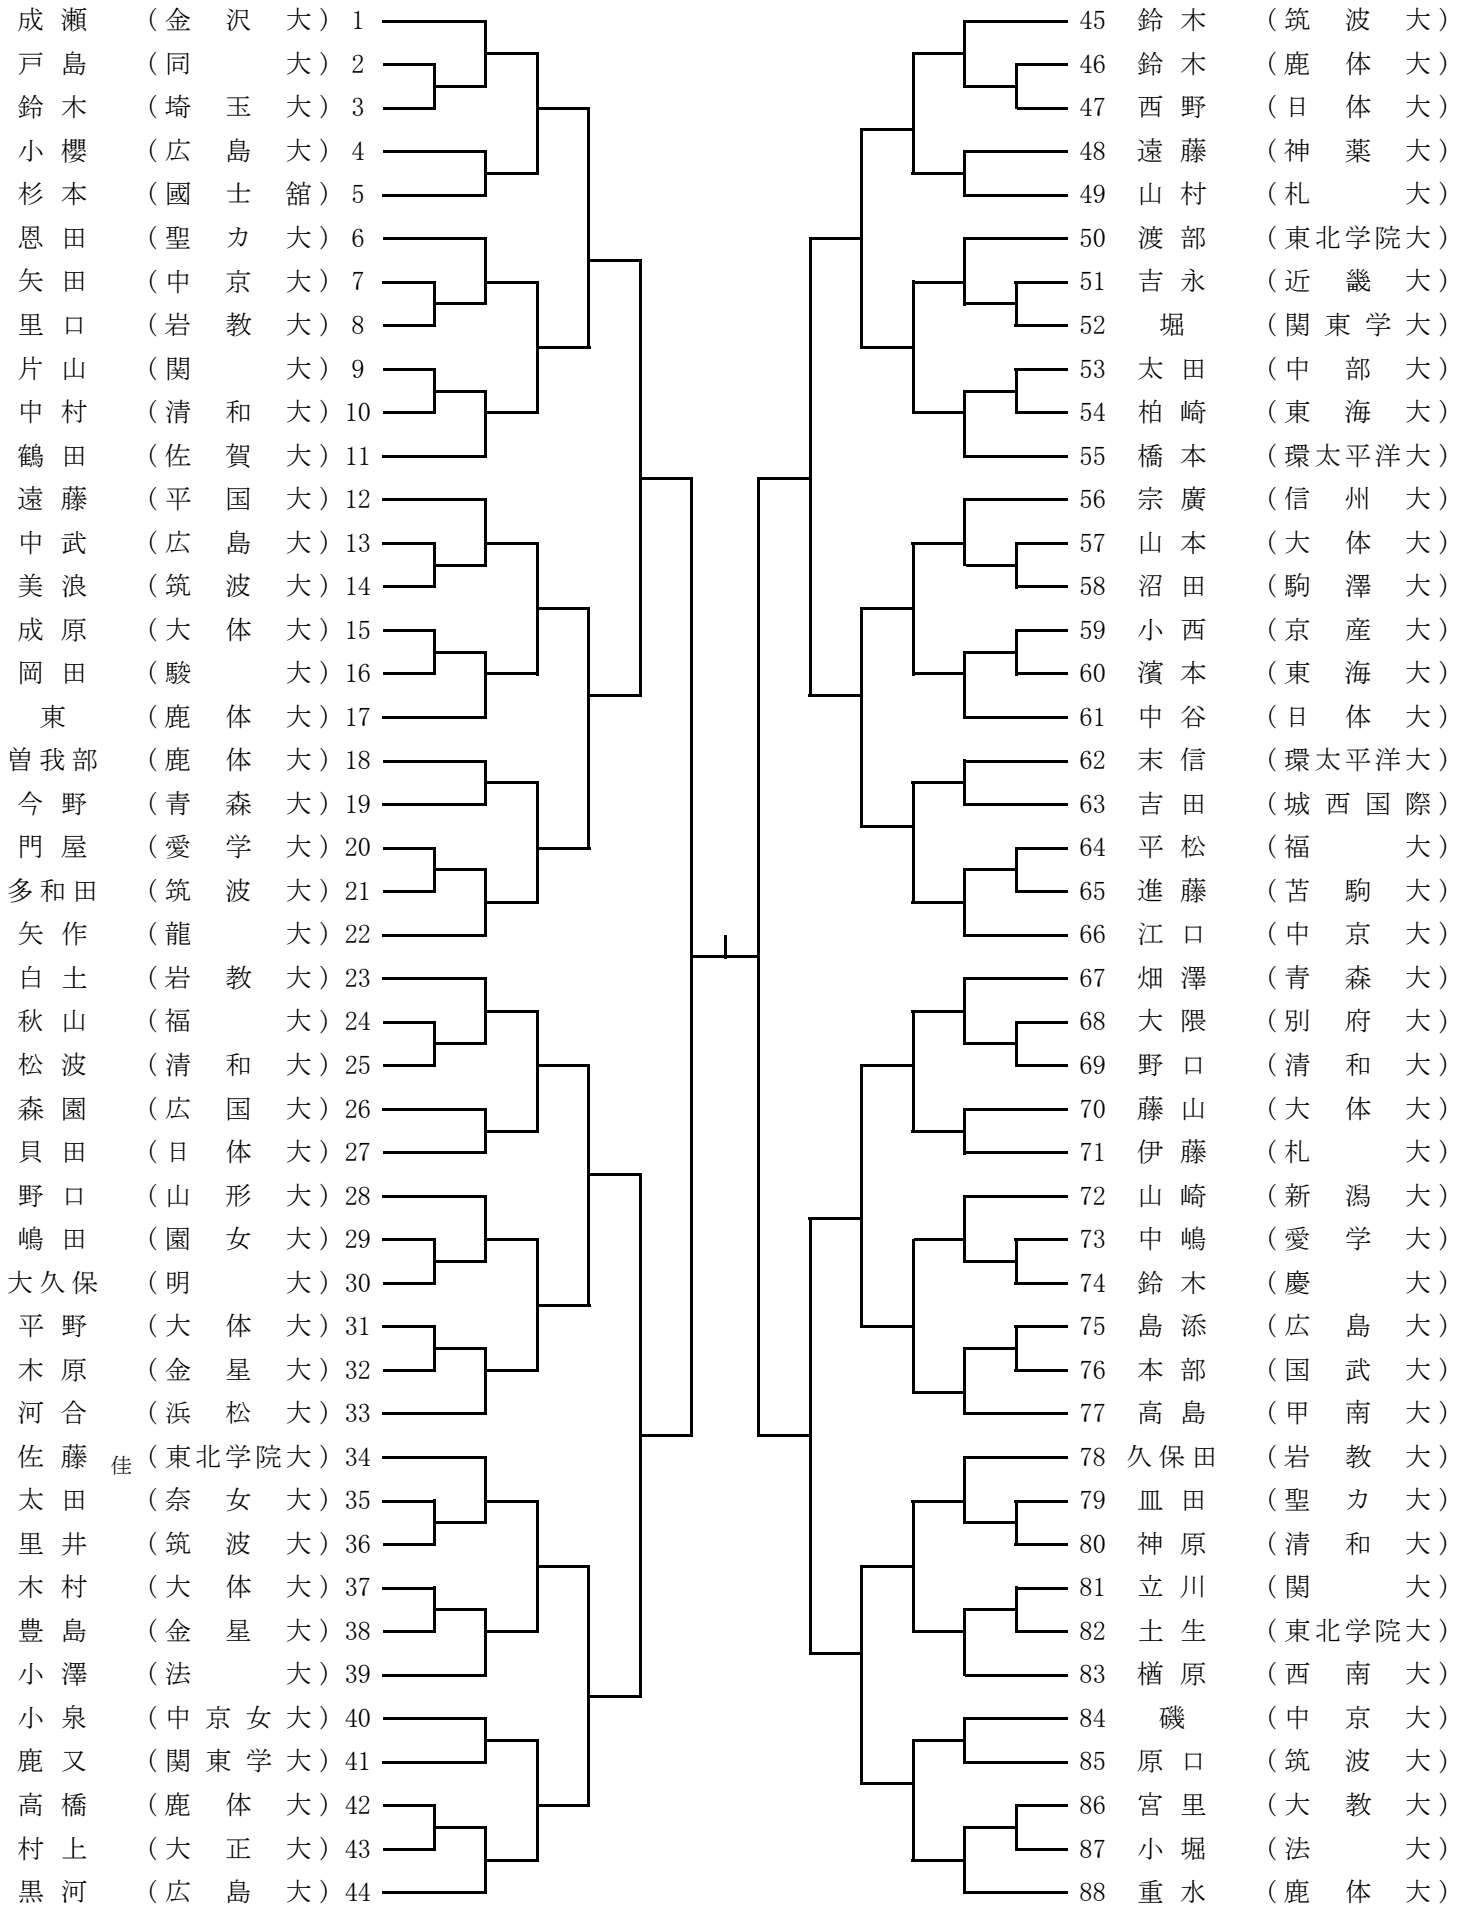 成瀬 （金沢大） 1
戸島 （同大） 2
鈴木 （埼玉大） 3
小櫻 （広島大） 4
杉本 （國士舘） 5
恩田 （聖カ大） 6
矢田 （中京大） 7
里口 （岩教大） 8
片山 （関大） 9
中村 （清和大） 10
鶴田 （佐賀大） 11
遠藤 （平国大） 12
中武 （広島大） 13
美浪 （筑波大） 14
成原 （大体大） 15
岡田 （駿大） 16
東 （鹿体大） 17
曽我部 （鹿体大） 18
今野 （青森大） 19
門屋 （愛学大） 20
多和田 （筑波大） 21
矢作 （龍大） 22
白土 （岩教大） 23
秋山 （福大） 24
松波 （清和大） 25
森園 （広国大） 26
貝田 （日体大） 27
野口 （山形大） 28
嶋田 （園女大） 29
大久保 （明大） 30
平野 （大体大） 31
木原 （金星大） 32
河合 （浜松大） 33
佐藤佳 （東北学院大） 34
太田 （奈女大） 35
里井 （筑波大） 36
木村 （大体大） 37
豊島 （金星大） 38
小澤 （法大） 39
小泉 （中京女大） 40
鹿又 （関東学大） 41
高橋 （鹿体大） 42
村上 （大正大） 43
黒河 （広島大） 44
45 鈴木 （筑波大）
46 鈴木 （鹿体大）
47 西野 （日体大）
48 遠藤 （神薬大）
49 山村 （札大）
50 渡部 （東北学院大）
51 吉永 （近畿大）
52 堀 （関東学大）
53 太田 （中部大）
54 柏崎 （東海大）
55 橋本 （環太平洋大）
56 宗廣 （信州大）
57 山本 （大体大）
58 沼田 （駒澤大）
59 小西 （京産大）
60 濱本 （東海大）
61 中谷 （日体大）
62 末信 （環太平洋大）
63 吉田 （城西国際）
64 平松 （福大）
65 進藤 （苫駒大）
66 江口 （中京大）
67 畑澤 （青森大）
68 大隈 （別府大）
69 野口 （清和大）
70 藤山 （大体大）
71 伊藤 （札大）
72 山崎 （新潟大）
73 中嶋 （愛学大）
74 鈴木 （慶大）
75 島添 （広島大）
76 本部 （国武大）
77 高島 （甲南大）
78 久保田 （岩教大）
79 皿田 （聖カ大）
80 神原 （清和大）
81 立川 （関大）
82 土生 （東北学院大）
83 楢原 （西南大）
84 磯 （中京大）
85 原口 （筑波大）
86 宮里 （大教大）
87 小堀 （法大）
88 重水 （鹿体大）